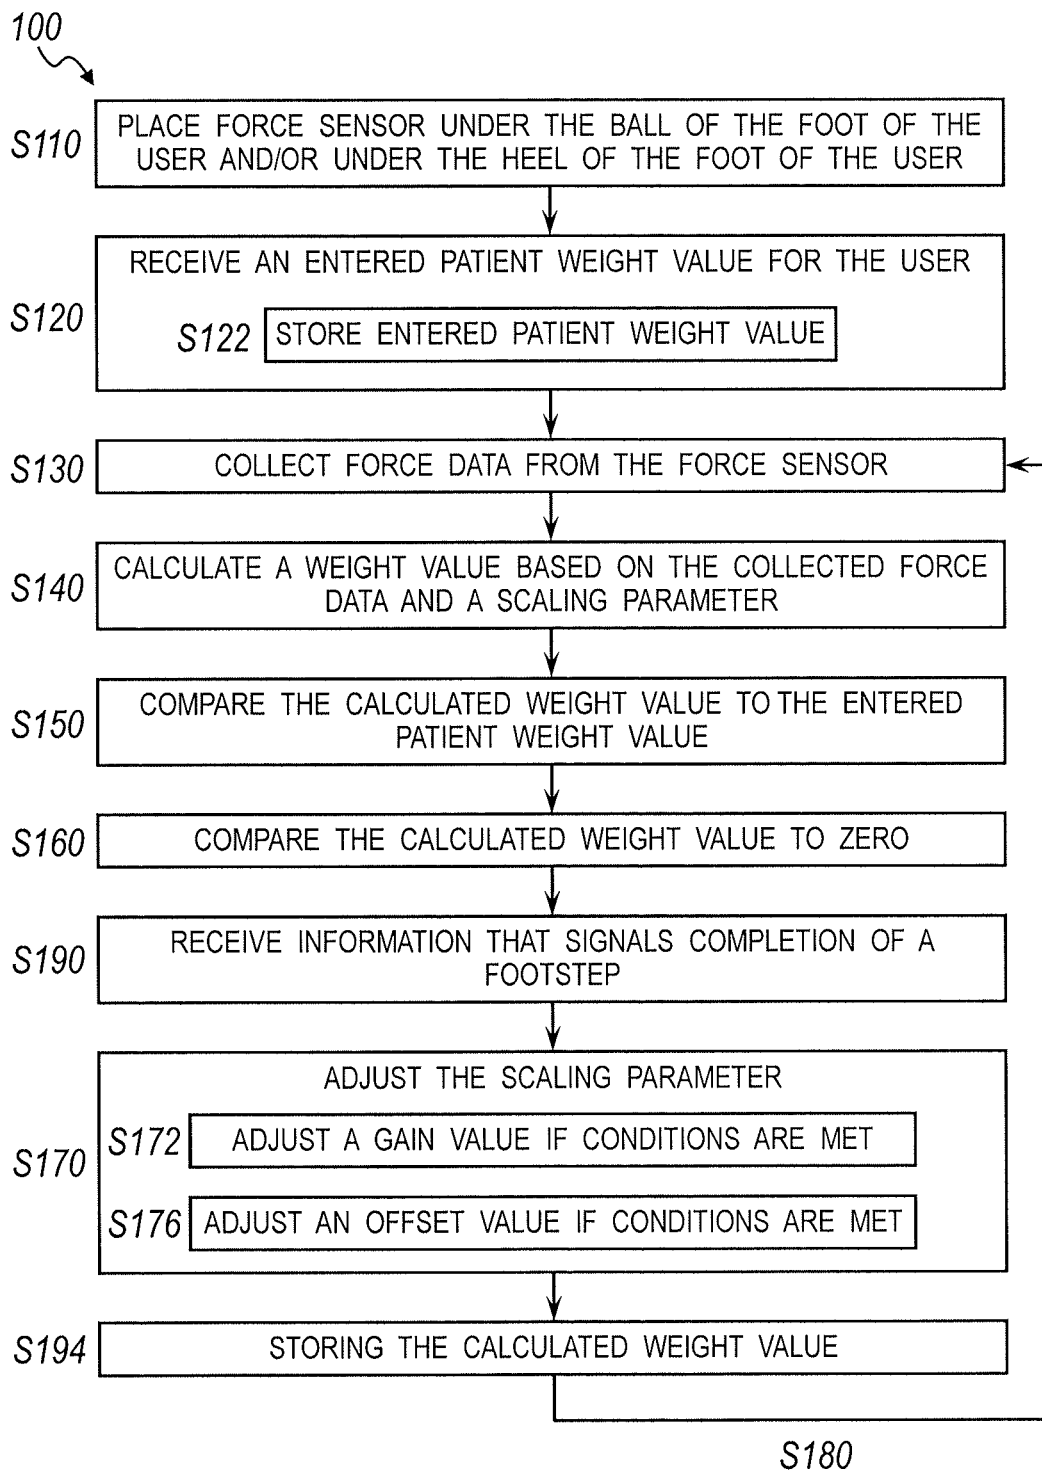 100
S110
PLACE FORCE SENSOR UNDER THE BALL OF THE FOOT OF THE
USER AND/OR UNDER THE HEEL OF THE FOOT OF THE USER
S120
RECEIVE AN ENTERED PATIENT WEIGHT VALUE FOR THE USER
S122
STORE ENTERED PATIENT WEIGHT VALUE
S130
COLLECT FORCE DATA FROM THE FORCE SENSOR
S140
CALCULATE A WEIGHT VALUE BASED ON THE COLLECTED FORCE
DATA AND A SCALING PARAMETER
S150
COMPARE THE CALCULATED WEIGHT VALUE TO THE ENTERED
PATIENT WEIGHT VALUE
S160
COMPARE THE CALCULATED WEIGHT VALUE TO ZERO
S190
RECEIVE INFORMATION THAT SIGNALS COMPLETION OF A
FOOTSTEP
S170
ADJUST THE SCALING PARAMETER
S172
ADJUST A GAIN VALUE IF CONDITIONS ARE MET
S176
ADJUST AN OFFSET VALUE IF CONDITIONS ARE MET
S194
STORING THE CALCULATED WEIGHT VALUE
S180